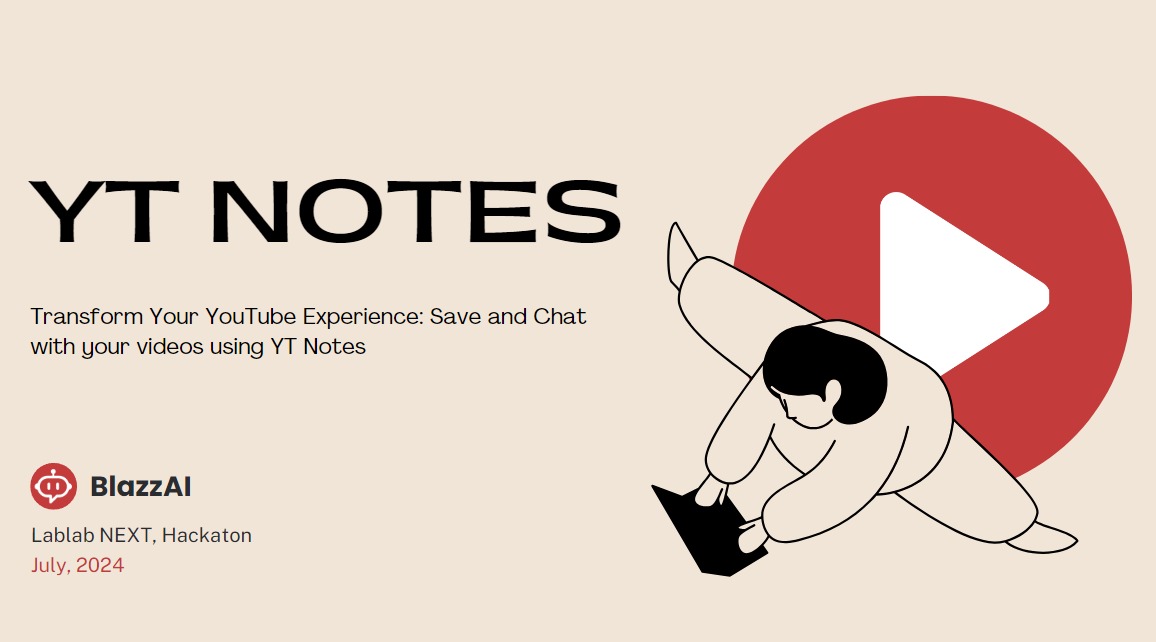 YT NOTES
Transform Your YouTube Experience: Save and Chat
with your videos using YT Notes
BlazzAI
Lablab NEXT, Hackaton
July, 2024